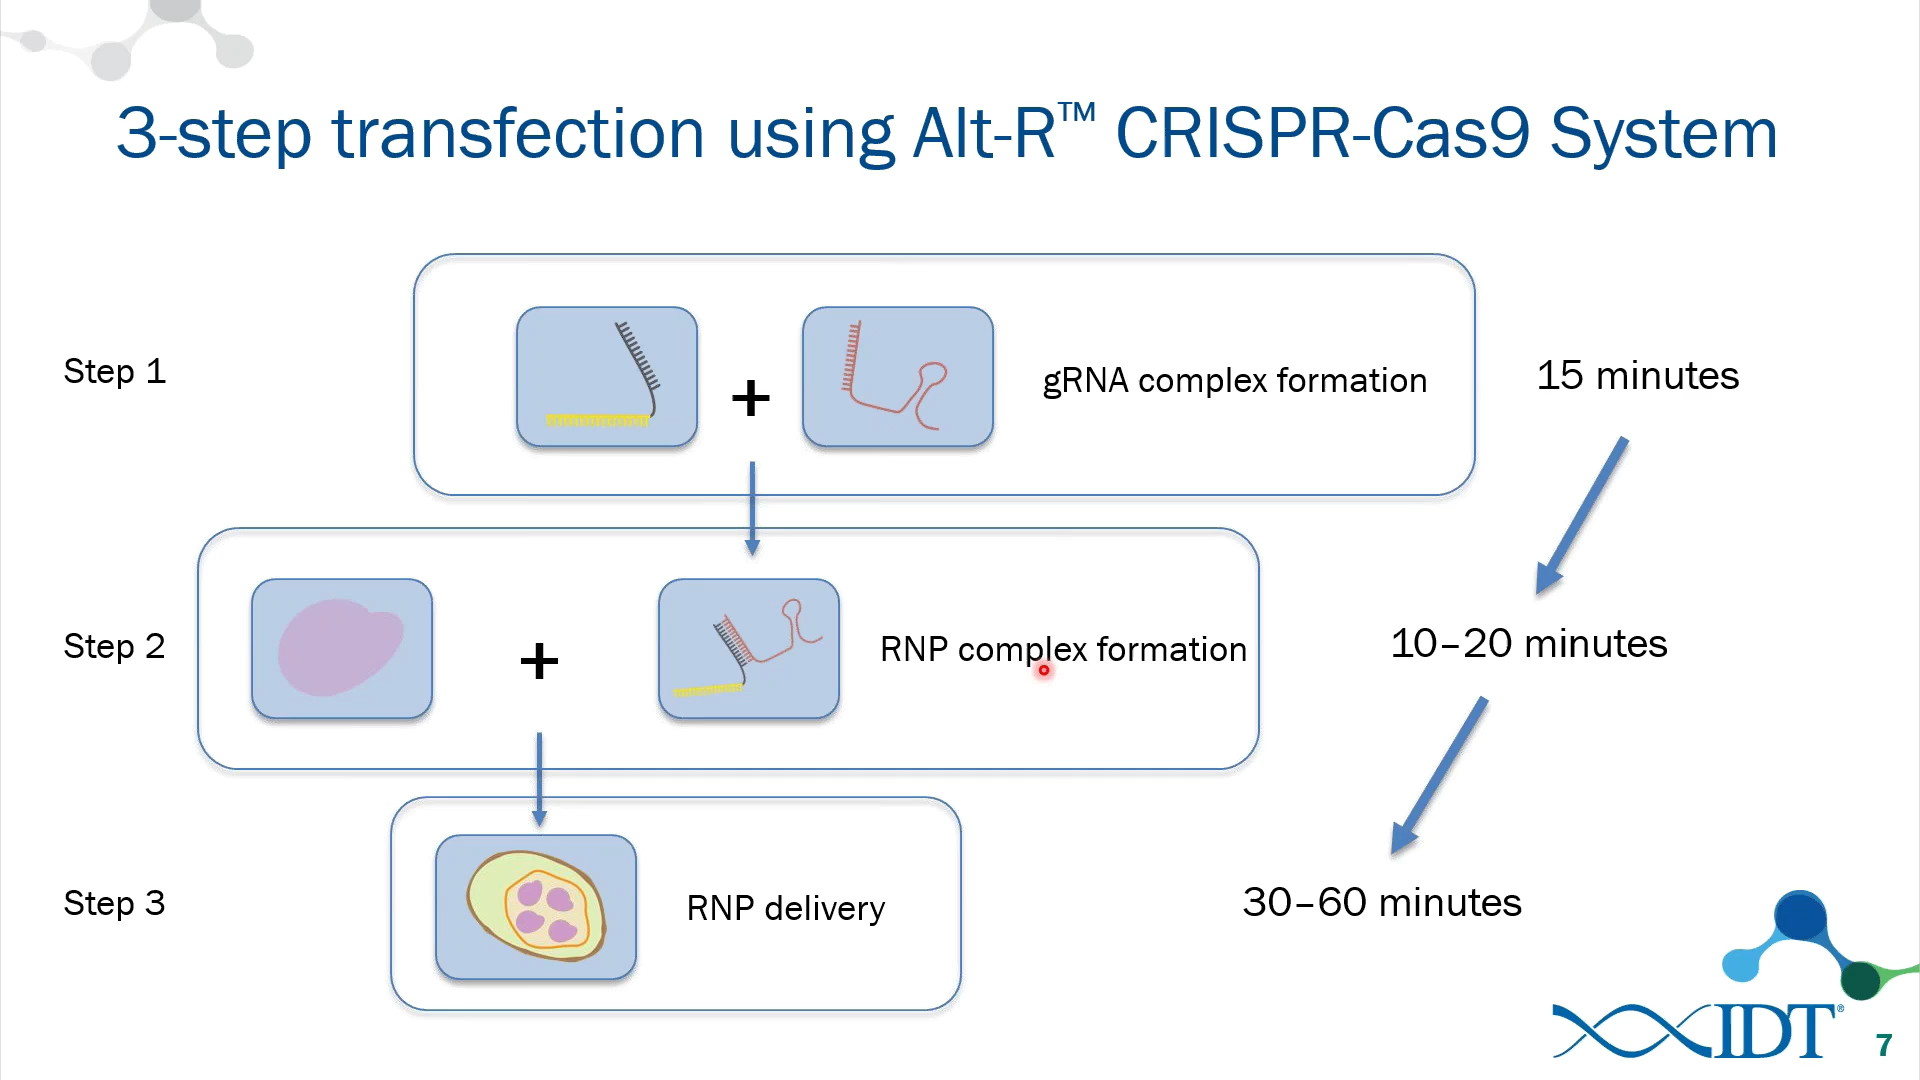 3-step transfection using Alt-R™ CRISPR-Cas9 System
Step 1
+
gRNA complex formation
15 minutes
Step 2
+
RNP complex formation
10–20 minutes
Step 3
RNP delivery
30–60 minutes
IDT®
7